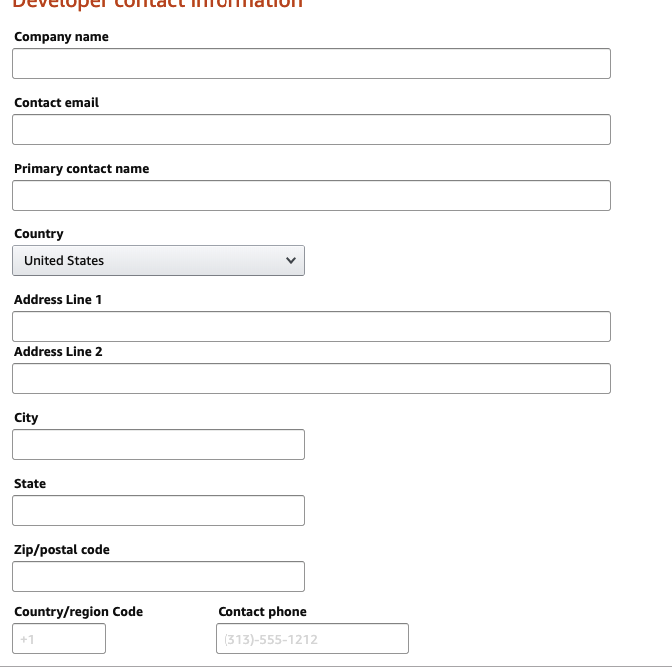 Developer contact information
Company name
Contact email
Primary contact name
Country
United States
Address Line 1
Address Line 2
City
State
Zip/postal code
Country/region Code Contact phone
+1 (313)-555-1212